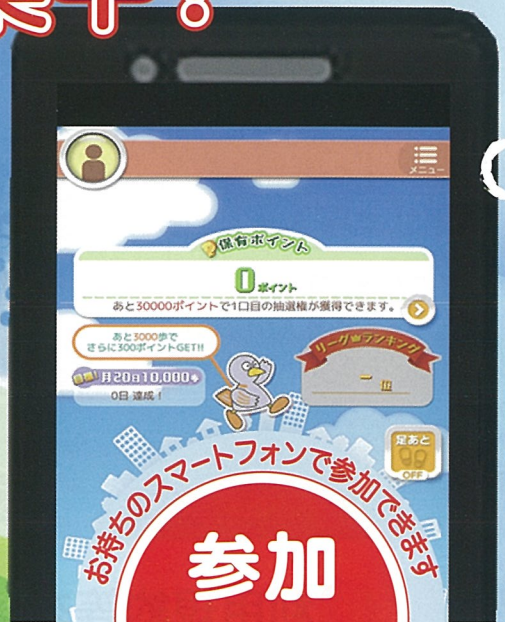 メニュー
保有ポイント
0ポイント
あと30000ポイントで1口目の抽選権が獲得できます。
あと3000歩で
さらに300ポイントGET!!
リーグ内ランキング
一位
目標! 月20日10,000歩
0日 達成!
足あと
OFF
お持ちのスマートフォンで参加できます
参加